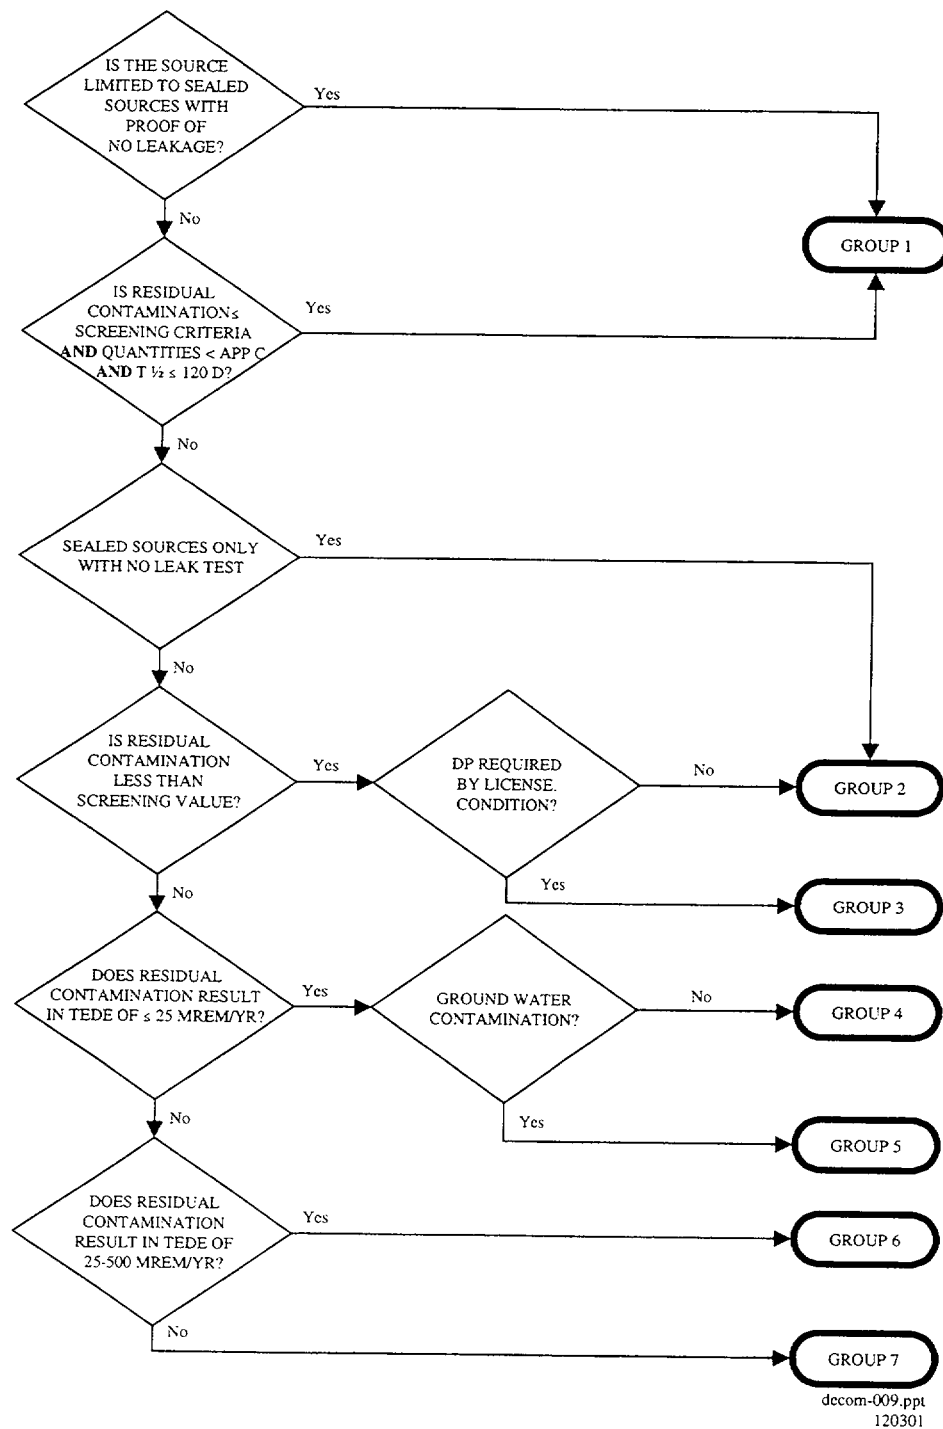 IS THE SOURCE
LIMITED TO SEALED
SOURCES WITH
PROOF OF
NO LEAKAGE?
Yes
No
GROUP 1
IS RESIDUAL
CONTAMINATION≤
SCREENING CRITERIA
AND QUANTITIES < APP C
AND T ½ ≤ 120 D?
Yes
No
SEALED SOURCES ONLY
WITH NO LEAK TEST
Yes
No
IS RESIDUAL
CONTAMINATION
LESS THAN
SCREENING VALUE?
Yes
DP REQUIRED
BY LICENSE.
CONDITION?
No
GROUP 2
Yes
GROUP 3
No
DOES RESIDUAL
CONTAMINATION RESULT
IN TEDE OF ≤ 25 MREM/YR?
Yes
GROUND WATER
CONTAMINATION?
No
GROUP 4
Yes
GROUP 5
No
DOES RESIDUAL
CONTAMINATION
RESULT IN TEDE OF
25-500 MREM/YR?
Yes
GROUP 6
No
GROUP 7
decom-009.ppt
120301